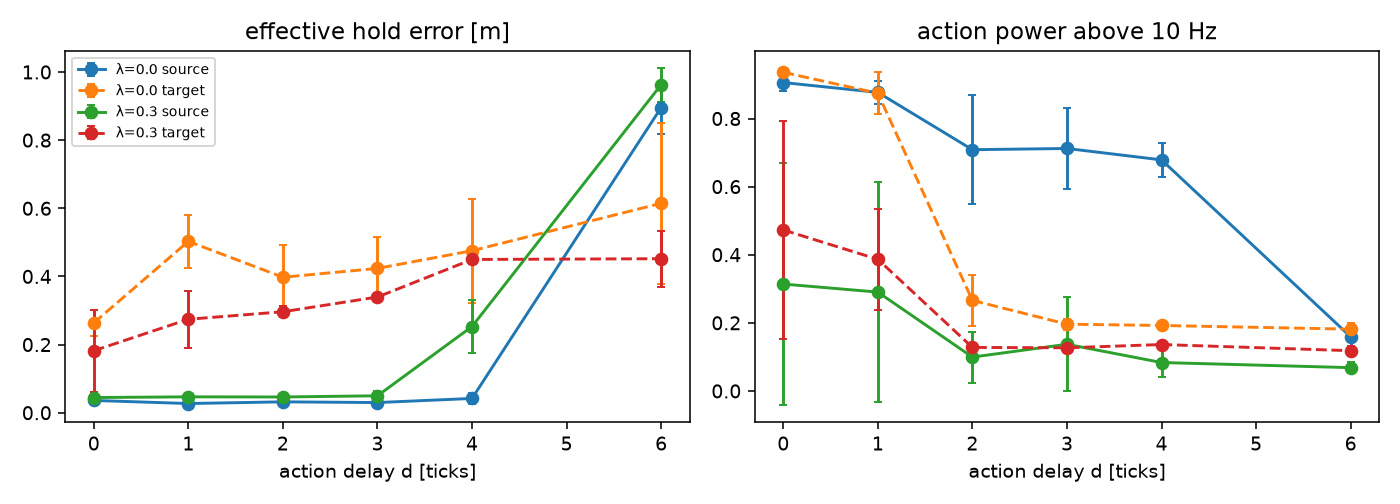 effective hold error [m]
1.0
0.8
0.6
0.4
0.2
0.0
λ=0.0 source
λ=0.0 target
λ=0.3 source
λ=0.3 target
0 1 2 3 4 5 6
action delay d [ticks]
action power above 10 Hz
0.8
0.6
0.4
0.2
0.0
0 1 2 3 4 5 6
action delay d [ticks]